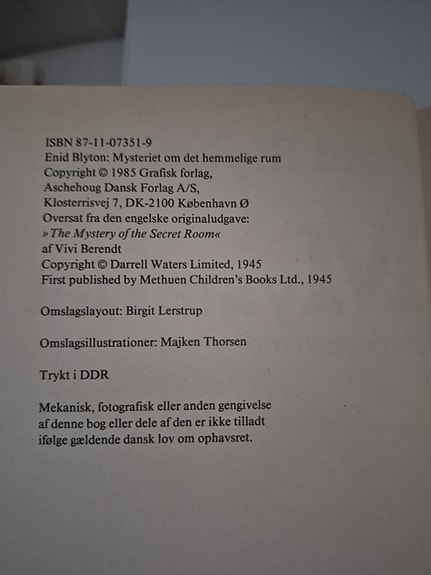 ISBN 87-11-07351-9
Enid Blyton: Mysteriet om det hemmelige rum
Copyright © 1985 Grafisk forlag,
Aschehoug Dansk Forlag A/S,
Klosterrisvej 7, DK-2100 København Ø
Oversat fra den engelske originaludgave:
»The Mystery of the Secret Room«
af Vivi Berendt
Copyright © Darrell Waters Limited, 1945
First published by Methuen Children's Books Ltd., 1945
Omslagslayout: Birgit Lerstrup
Omslagsillustrationer: Majken Thorsen
Trykt i DDR
Mekanisk, fotografisk eller anden gengivelse
af denne bog eller dele af den er ikke tilladt
ifølge gældende dansk lov om ophavsret.